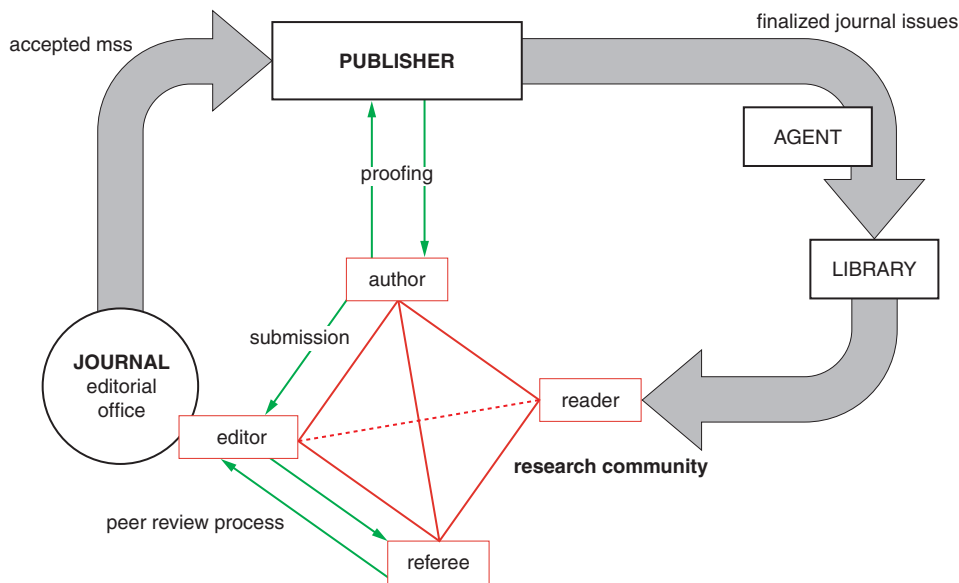 accepted mss
finalized journal issues
PUBLISHER
AGENT
proofing
LIBRARY
author
submission
JOURNAL
editorial
office
reader
editor
research community
peer review process
referee